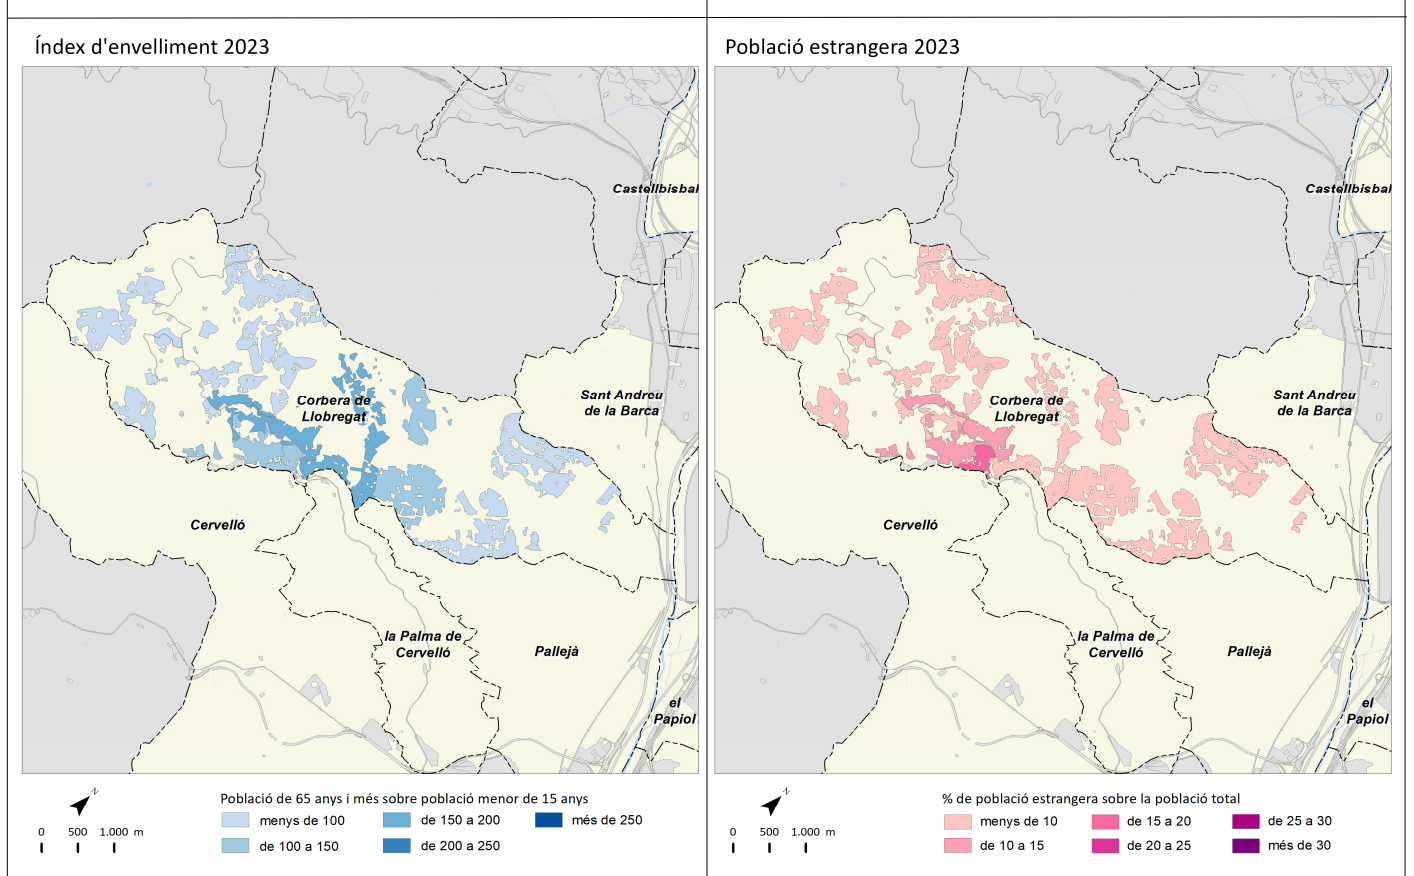 Índex d'envelliment 2023
Castellbisbal
Sant Andreu
de la Barca
Corbera de
Llobregat
Cervelló
la Palma de
Cervelló
Pallejà
el
Papiol
N
0 500 1.000 m
Població de 65 anys i més sobre població menor de 15 anys
menys de 100
de 150 a 200
més de 250
de 100 a 150
de 200 a 250
Població estrangera 2023
Castellbisbal
Sant Andreu
de la Barca
Corbera de
Llobregat
Cervelló
la Palma de
Cervelló
Pallejà
el
Papiol
N
0 500 1.000 m
% de població estrangera sobre la població total
menys de 10
de 15 a 20
de 25 a 30
de 10 a 15
de 20 a 25
més de 30